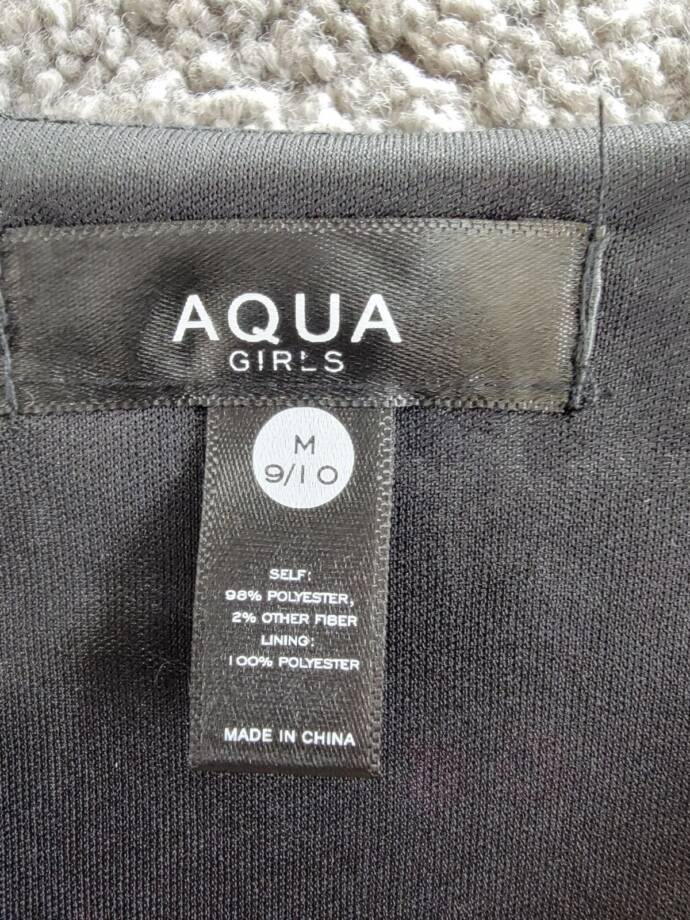 AQUA
GIRLS
M
9/10
SELF:
98% POLYESTER,
2% OTHER FIBER
LINING:
100% POLYESTER
MADE IN CHINA